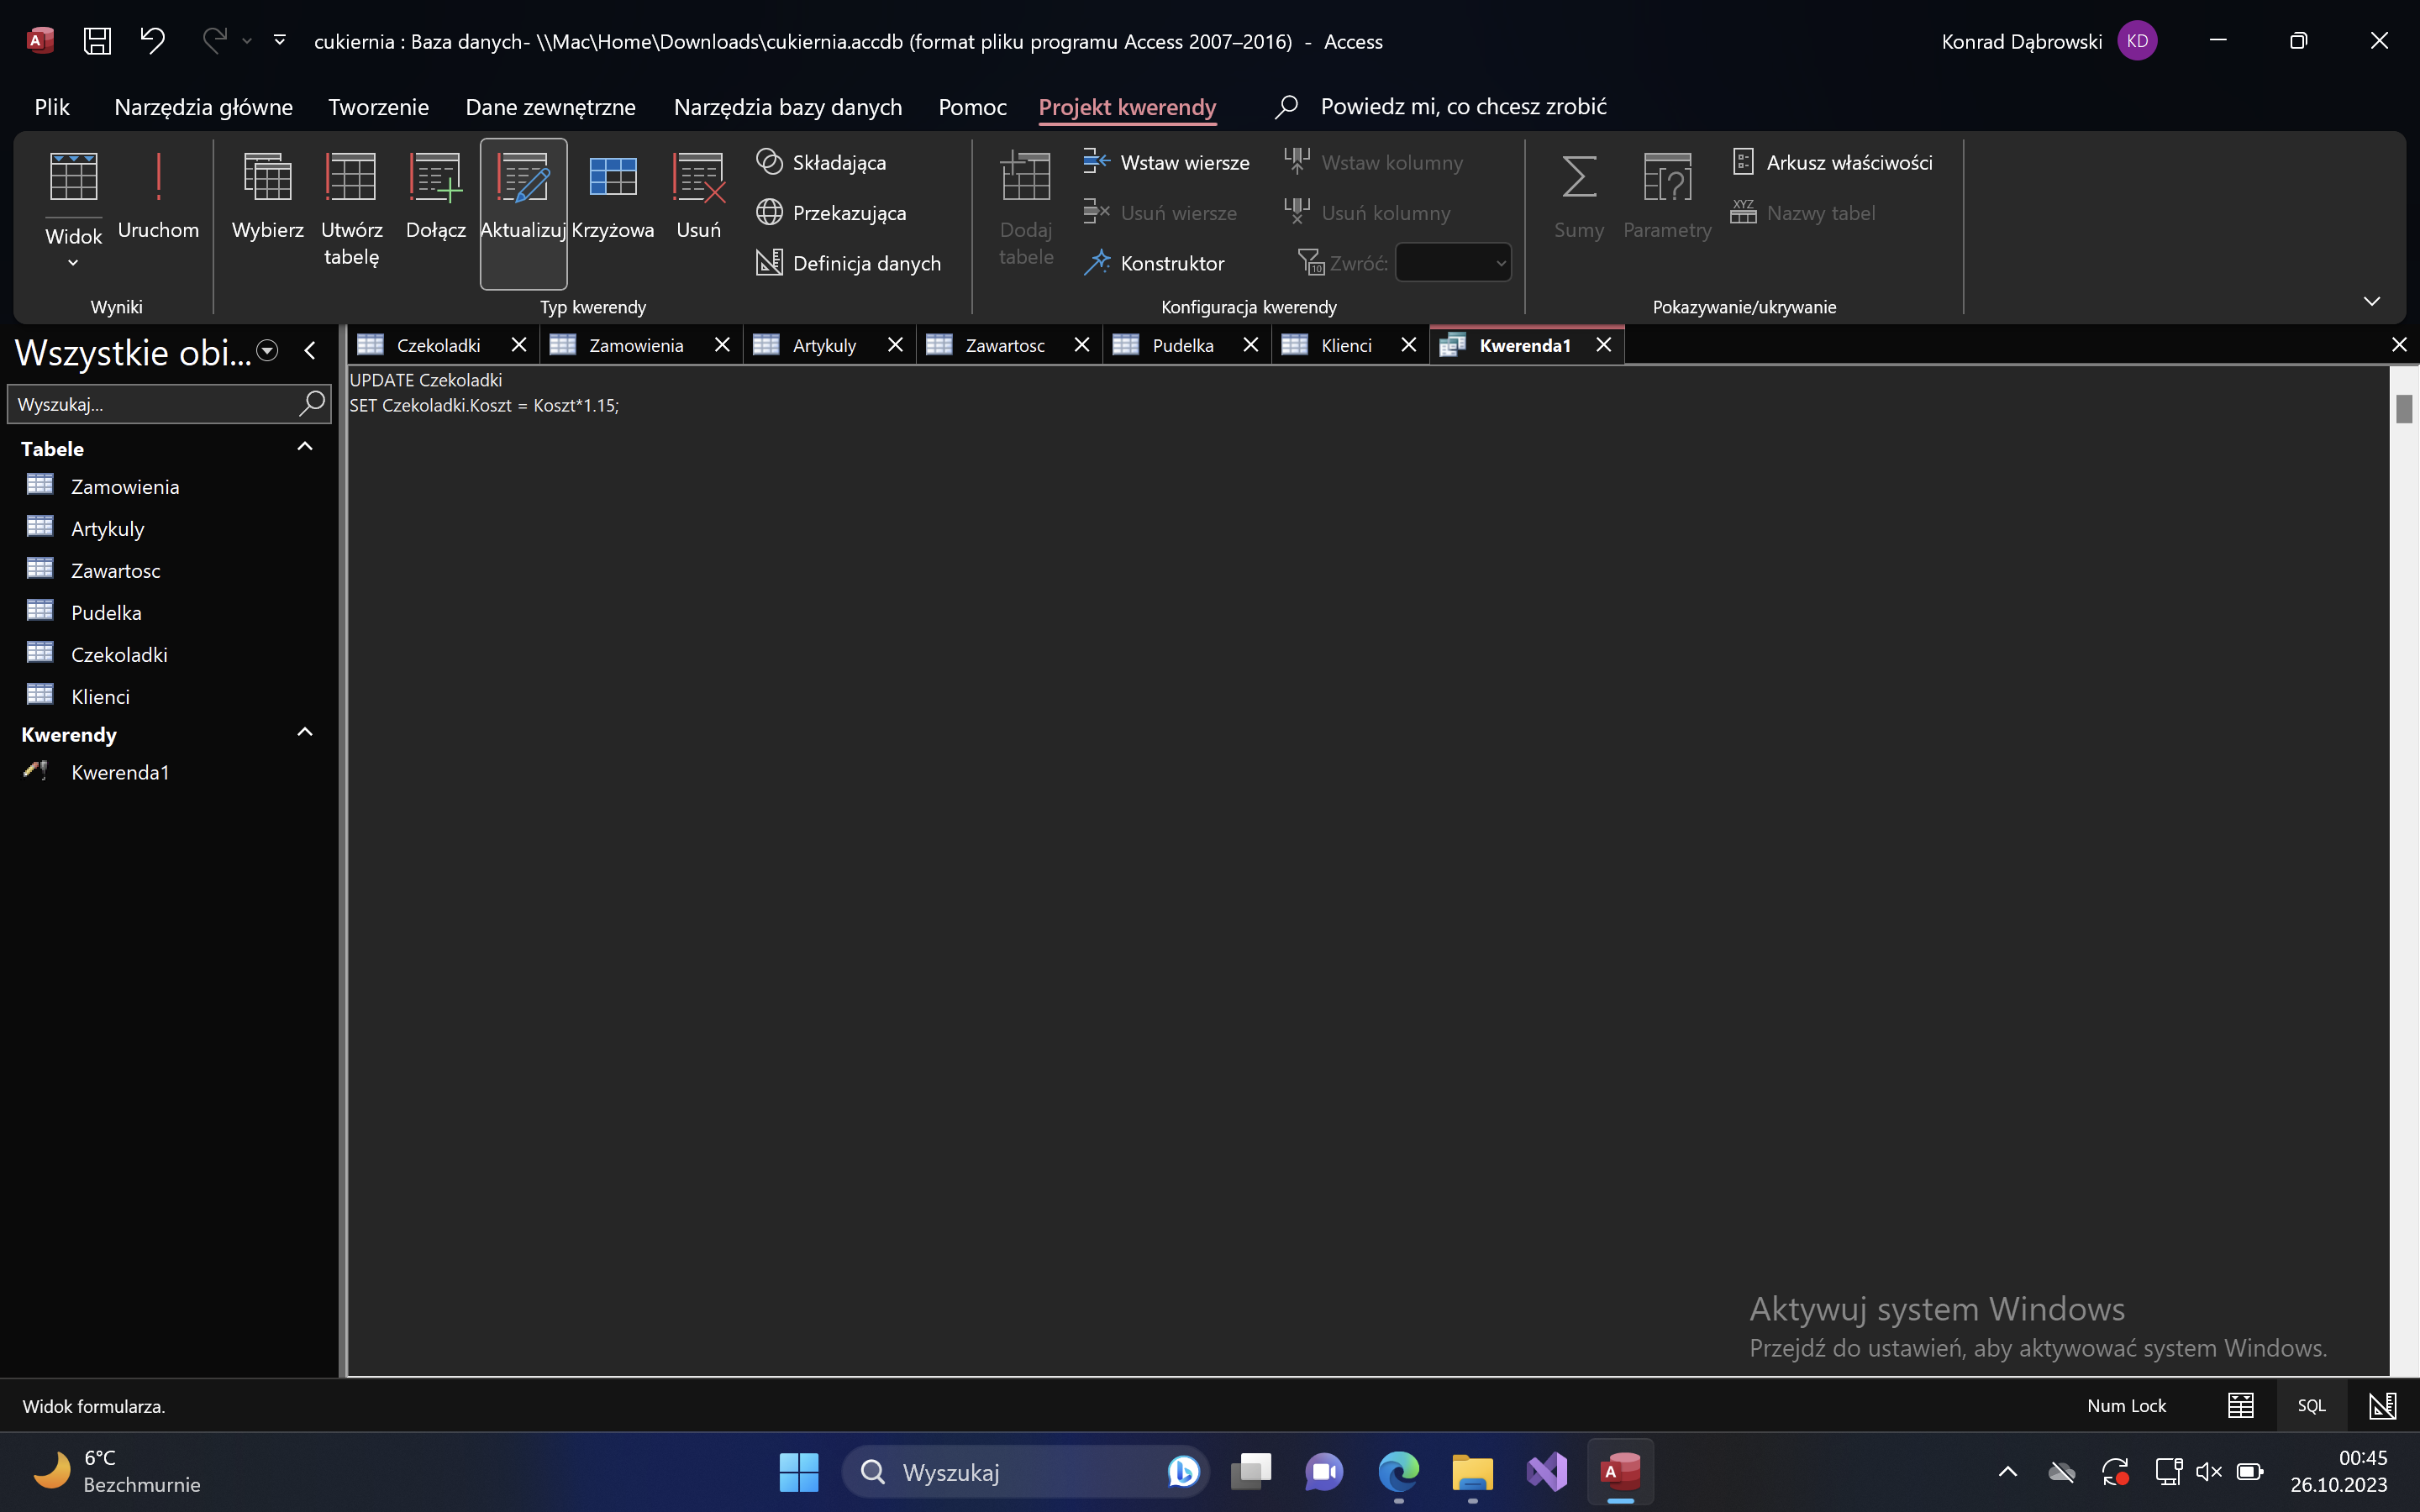 cukiernia : Baza danych- \\Mac\Home\Downloads\cukiernia.accdb (format pliku programu Access 2007–2016) - Access
Konrad Dąbrowski KD
Plik Narzędzia główne Tworzenie Dane zewnętrzne Narzędzia bazy danych Pomoc Projekt kwerendy Powiedz mi, co chcesz zrobić
Widok
Uruchom
Wyniki
Wybierz
Utwórz
tabelę
Dołącz
Aktualizuj
Krzyżowa
Usuń
Składająca
Przekazująca
Definicja danych
Typ kwerendy
Dodaj
tabele
Wstaw wiersze
Usuń wiersze
Konstruktor
Wstaw kolumny
Usuń kolumny
10 Zwróć:
Konfiguracja kwerendy
Sumy
Parametry
Arkusz właściwości
XYZ Nazwy tabel
Pokazywanie/ukrywanie
Wszystkie obi...
Wyszukaj...
Tabele
Zamowienia
Artykuly
Zawartosc
Pudelka
Czekoladki
Klienci
Kwerendy
Kwerenda1
Czekoladki Zamowienia Artykuly Zawartosc Pudelka Klienci Kwerenda1
UPDATE Czekoladki
SET Czekoladki.Koszt = Koszt*1.15;
Aktywuj system Windows
Przejdź do ustawień, aby aktywować system Windows.
Widok formularza.
Num Lock
SQL
6°C
Bezchmurnie
Wyszukaj
00:45
26.10.2023